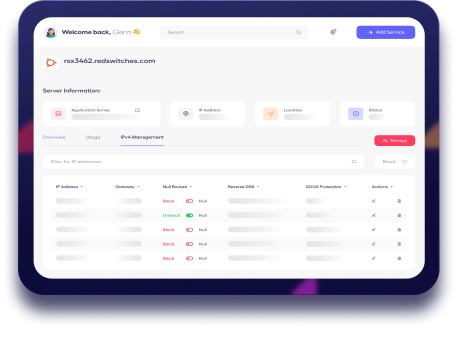 Welcome back, Glenn 👋
Search
Add Service
rsx3462.redswitches.com
Server Information:
Application Server
IP Address
Location
Status
Overview
Usage
IPv4 Management
Manage
Filter for IP addresses
Reset
IP Address
Gateway
Null Routed
Reverse DNS
DDOS Protection
Actions
Block Null
Unblock Null
Block Null
Block Null
Block Null